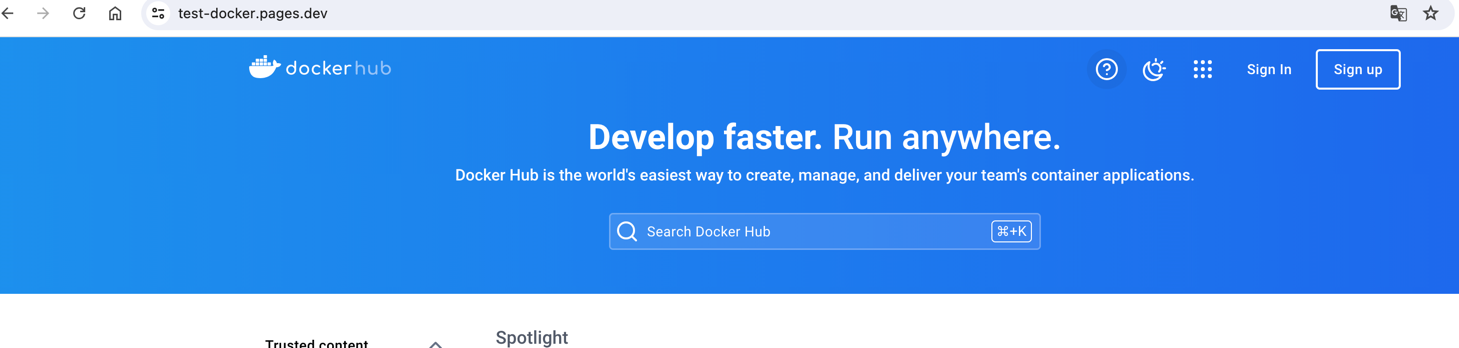 test-docker.pages.dev
docker hub
Sign In
Sign up
Develop faster. Run anywhere.
Docker Hub is the world's easiest way to create, manage, and deliver your team's container applications.
Search Docker Hub
⌘+K
Trusted content
Spotlight